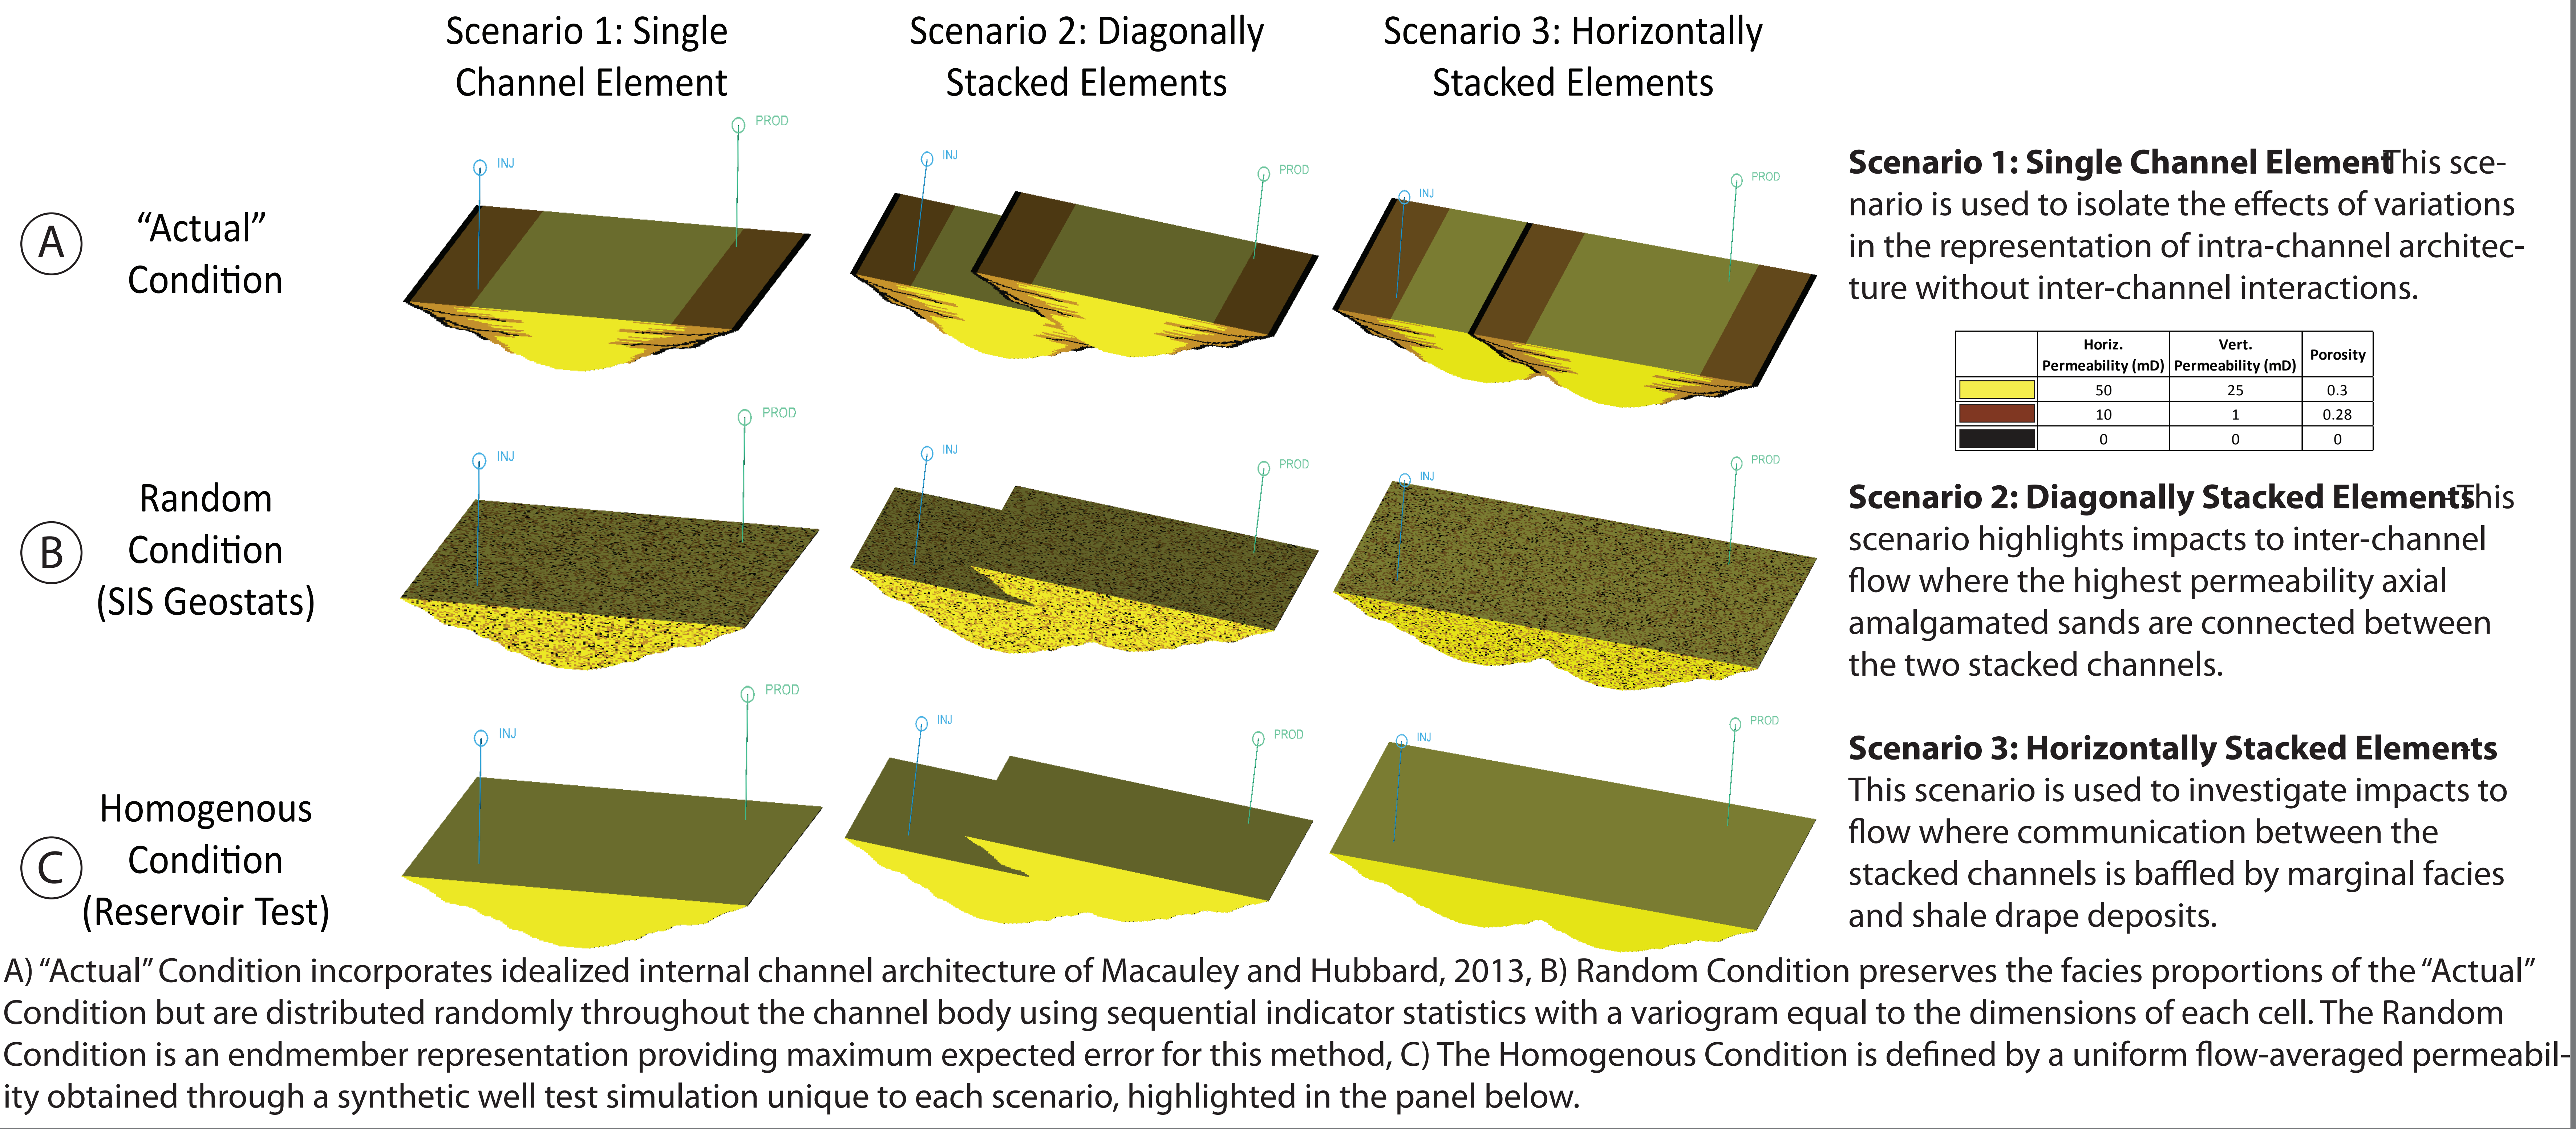 Scenario 1: Single
Channel Element
Scenario 2: Diagonally
Stacked Elements
Scenario 3: Horizontally
Stacked Elements
A
"Actual"
Condition
INJ
PROD
INJ
PROD
INJ
PROD
B
Random
Condition
(SIS Geostats)
INJ
PROD
INJ
PROD
INJ
PROD
C
Homogenous
Condition
(Reservoir Test)
INJ
PROD
INJ
PROD
INJ
PROD
Scenario 1: Single Channel Element - This sce-
nario is used to isolate the effects of variations
in the representation of intra-channel architec-
ture without inter-channel interactions.
Horiz. Permeability (mD) Vert. Permeability (mD) Porosity
50 25 0.3
10 1 0.28
0 0 0
Scenario 2: Diagonally Stacked Elements - This
scenario highlights impacts to inter-channel
flow where the highest permeability axial
amalgamated sands are connected between
the two stacked channels.
Scenario 3: Horizontally Stacked Elements -
This scenario is used to investigate impacts to
flow where communication between the
stacked channels is baffled by marginal facies
and shale drape deposits.
A) "Actual" Condition incorporates idealized internal channel architecture of Macauley and Hubbard, 2013, B) Random Condition preserves the facies proportions of the "Actual"
Condition but are distributed randomly throughout the channel body using sequential indicator statistics with a variogram equal to the dimensions of each cell. The Random
Condition is an endmember representation providing maximum expected error for this method, C) The Homogenous Condition is defined by a uniform flow-averaged permeabil-
ity obtained through a synthetic well test simulation unique to each scenario, highlighted in the panel below.